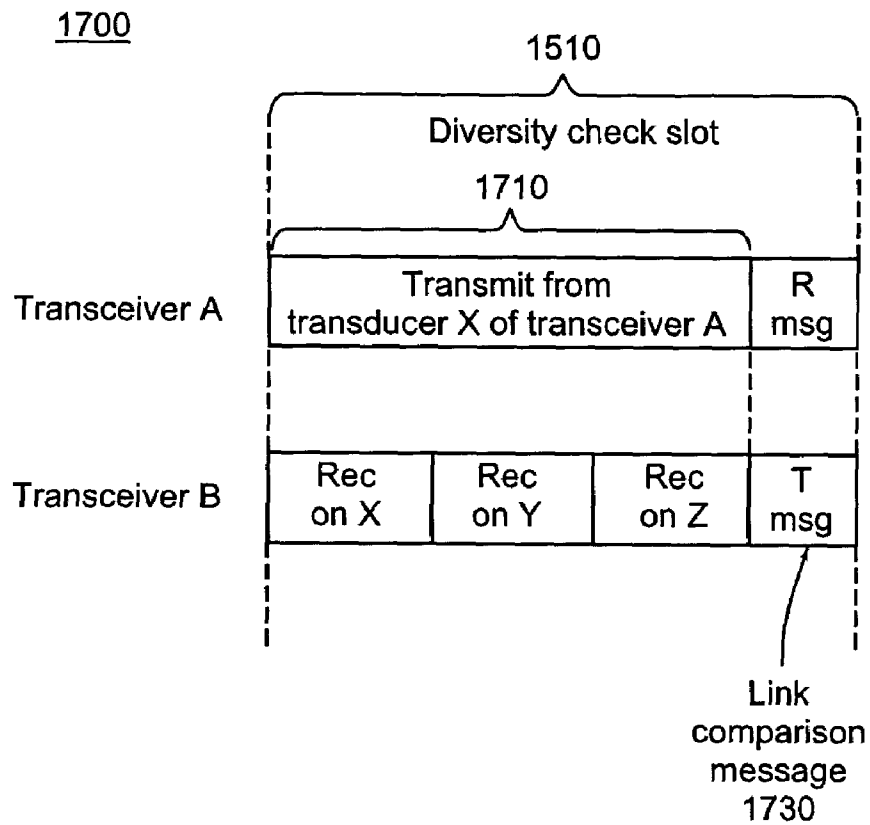 1700
1510
Diversity check slot
1710
Transceiver A
Transmit from
transducer X of transceiver A
R
msg
Transceiver B
Rec
on X
Rec
on Y
Rec
on Z
T
msg
Link
comparison
message
1730